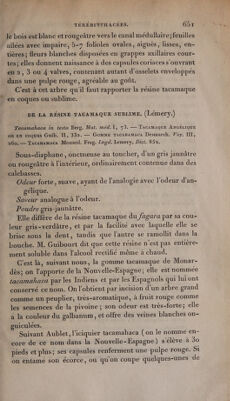 TÉRÉBINTHACÉES. 651
le bois est blanc et rougeâtre vers le canal médullaire; feuilles
ailées avec impaire, 5-7 folioles ovales, aiguës, lisses, en-
tières; fleurs blanches disposées en grappes axillaires cour-
tes; elles donnent naissance à des capsules coriaces s'ouvrant
en 2, 3 ou 4 valves, contenant autant d'osselets enveloppés
dans une pulpe rouge, agréable au goût.
C'est à cet arbre qu'il faut rapporter la résine tacamaque
en coques ou sublime.
DE LA RÉSINE TACAMAQUE SUBLIME. (Lémery.)
Tacamahaca in testis Berg. Mat. med. I, 73. — TACAMAQUE ANGÉLIQUE
OU EN COQUES Guib. II, 332. — GOMME TACAHAMACA Desmarch. Voy. III,
260. — TACAHAMACA Monard. Frag. Legd. Lemery, Dict. 852.
Sous-diaphane, onctueuse au toucher, d'un gris jaunâtre
ou rougeâtre à l'intérieur, ordinairement contenue dans des
calebasses.
Odeur forte, suave, ayant de l'analogie avec l'odeur d'an-
gélique.
Saveur analogue à l'odeur.
Poudre gris-jaunâtre.
Elle diffère de la résine tacamaque du fagara par sa cou-
leur gris-verdâtre, et par la facilité avec laquelle elle se
brise sous la dent, tandis que l'autre se ramollit dans la
bouche. M. Guibourt dit que cette résine n'est pas entière-
ment soluble dans l'alcool rectifié même à chaud.
C'est là, suivant nous, la gomme tacamaque de Monar-
dès; on l'apporte de la Nouvelle-Espagne; elle est nommée
tacamahaca par les Indiens et par les Espagnols qui lui ont
conservé ce nom. On l'obtient par incision d'un arbre grand
comme un peuplier, très-aromatique, à fruit rouge comme
les semences de la pivoine; son odeur est très-forte; elle
a la couleur du galbanum, et offre des veines blanches on-
guiculées.
Suivant Aublet, l'iciquier tacamahaca (on le nomme en-
core de ce nom dans la Nouvelle-Espagne) s'élève à 30
pieds et plus; ses capsules renferment une pulpe rouge. Si
on entame son écorce, ou qu'on coupe quelques-unes de